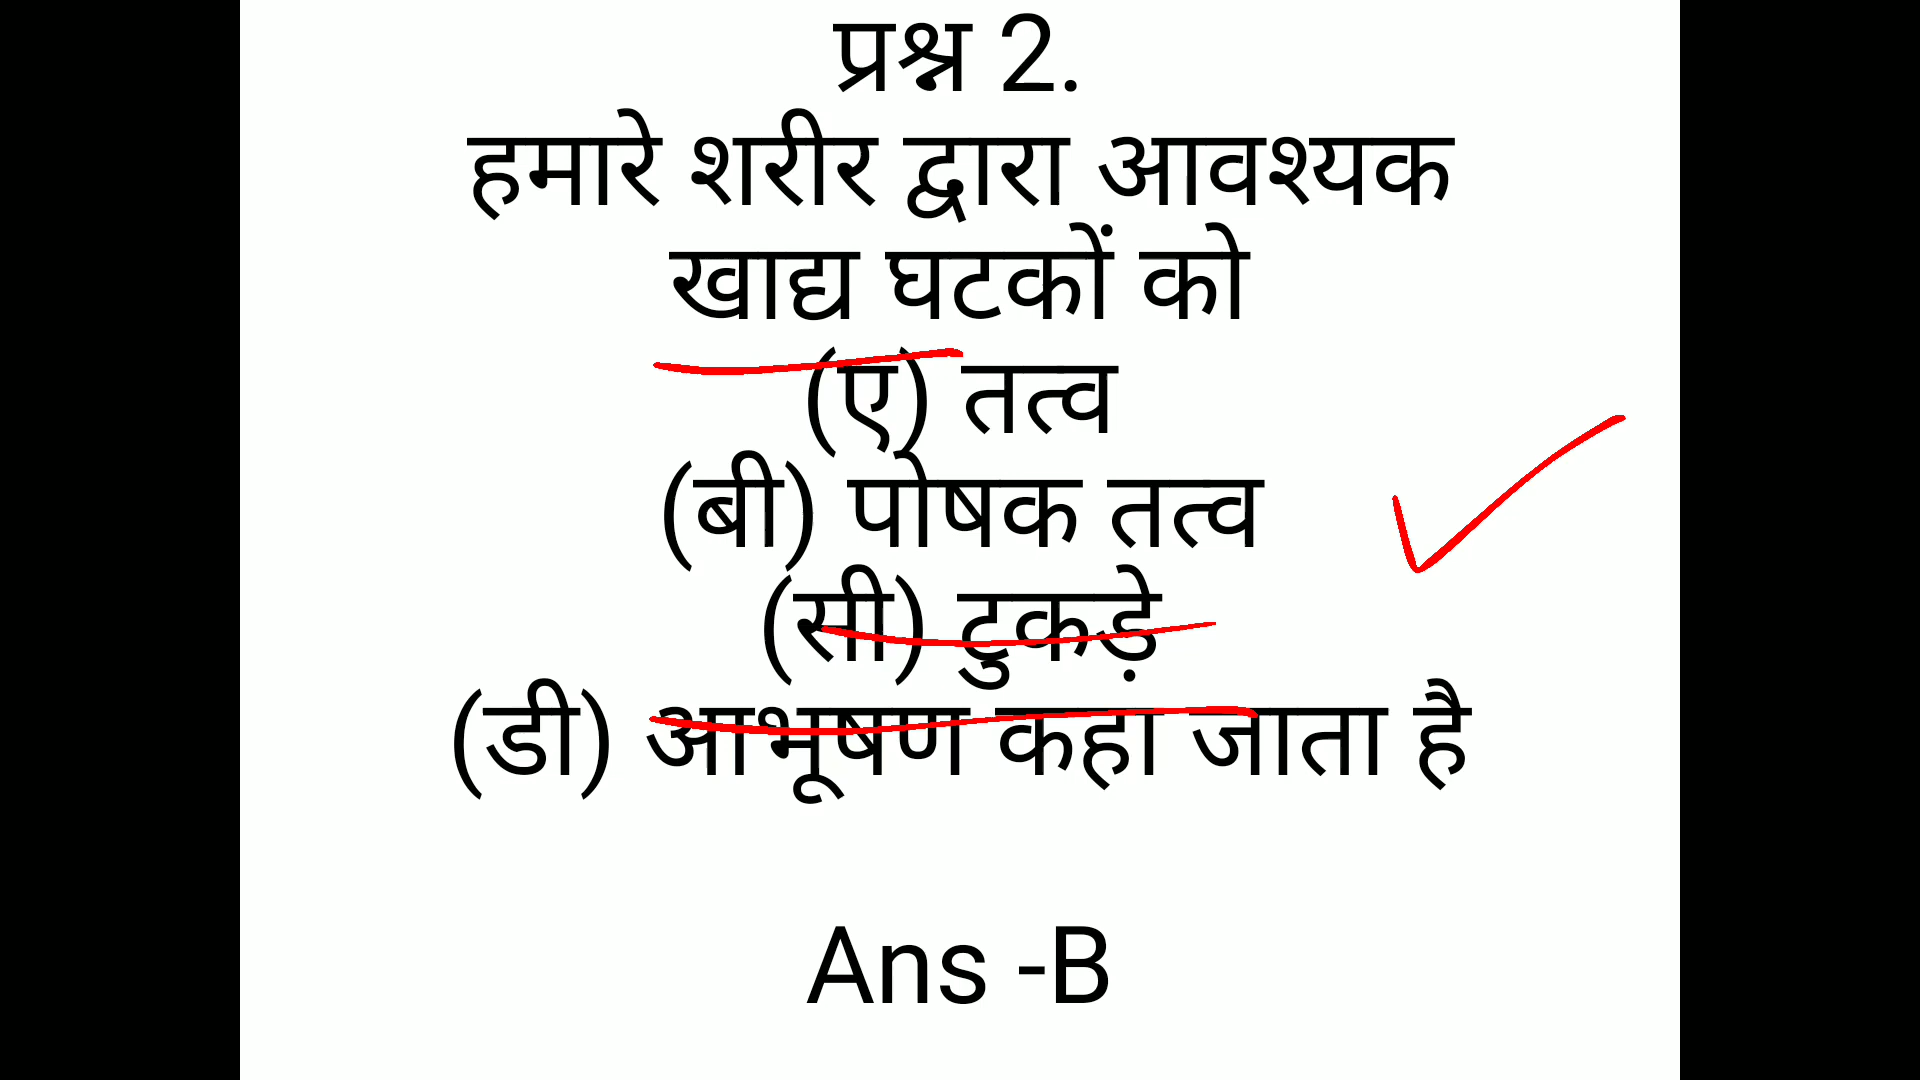 प्रश्न 2.
हमारे शरीर द्वारा आवश्यक
खाद्य घटकों को
(ए) तत्व
(बी) पोषक तत्व
(सी) टुकड़े
(डी) आभूषण कहा जाता है
Ans -B